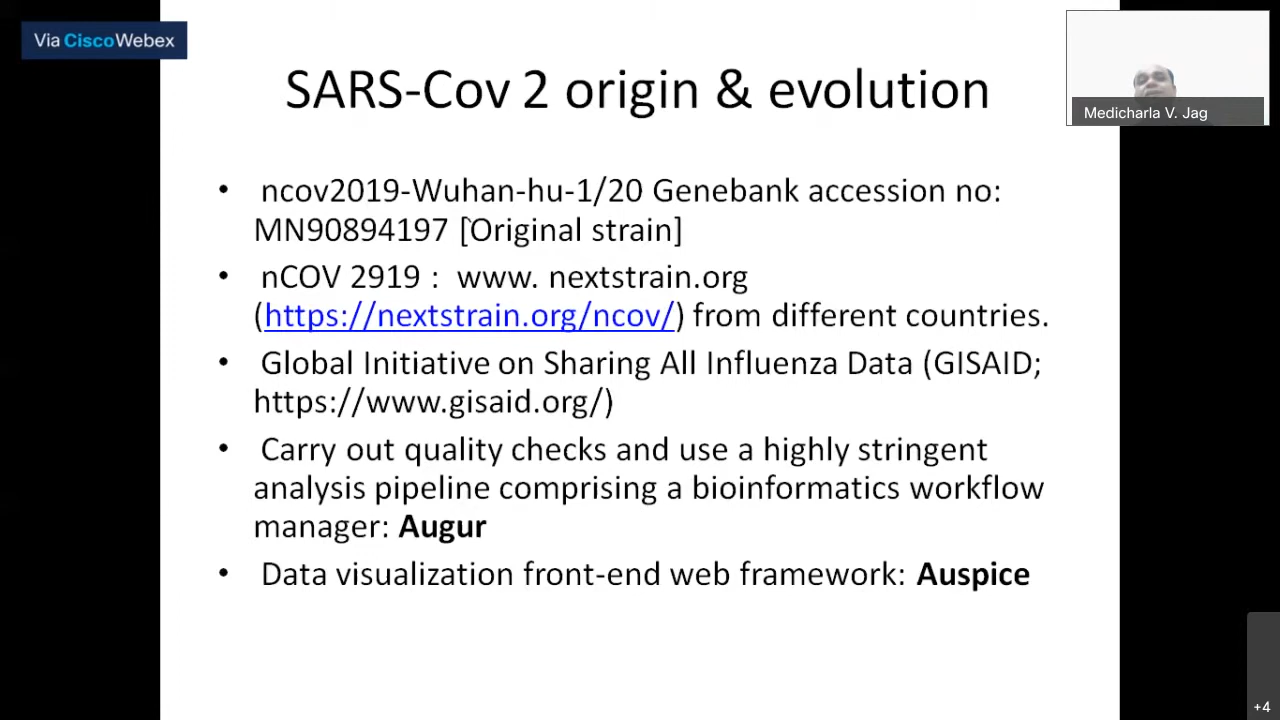 Via CiscoWebex
SARS-Cov 2 origin & evolution
Medicharla V. Jag
• ncov2019-Wuhan-hu-1/20 Genebank accession no:
MN90894197 [`Original strain]
• nCOV 2919 : www. nextstrain.org
(https://nextstrain.org/ncov/) from different countries.
• Global Initiative on Sharing All Influenza Data (GISAID;
https://www.gisaid.org/)
• Carry out quality checks and use a highly stringent
analysis pipeline comprising a bioinformatics workflow
manager: Augur
• Data visualization front-end web framework: Auspice
+4